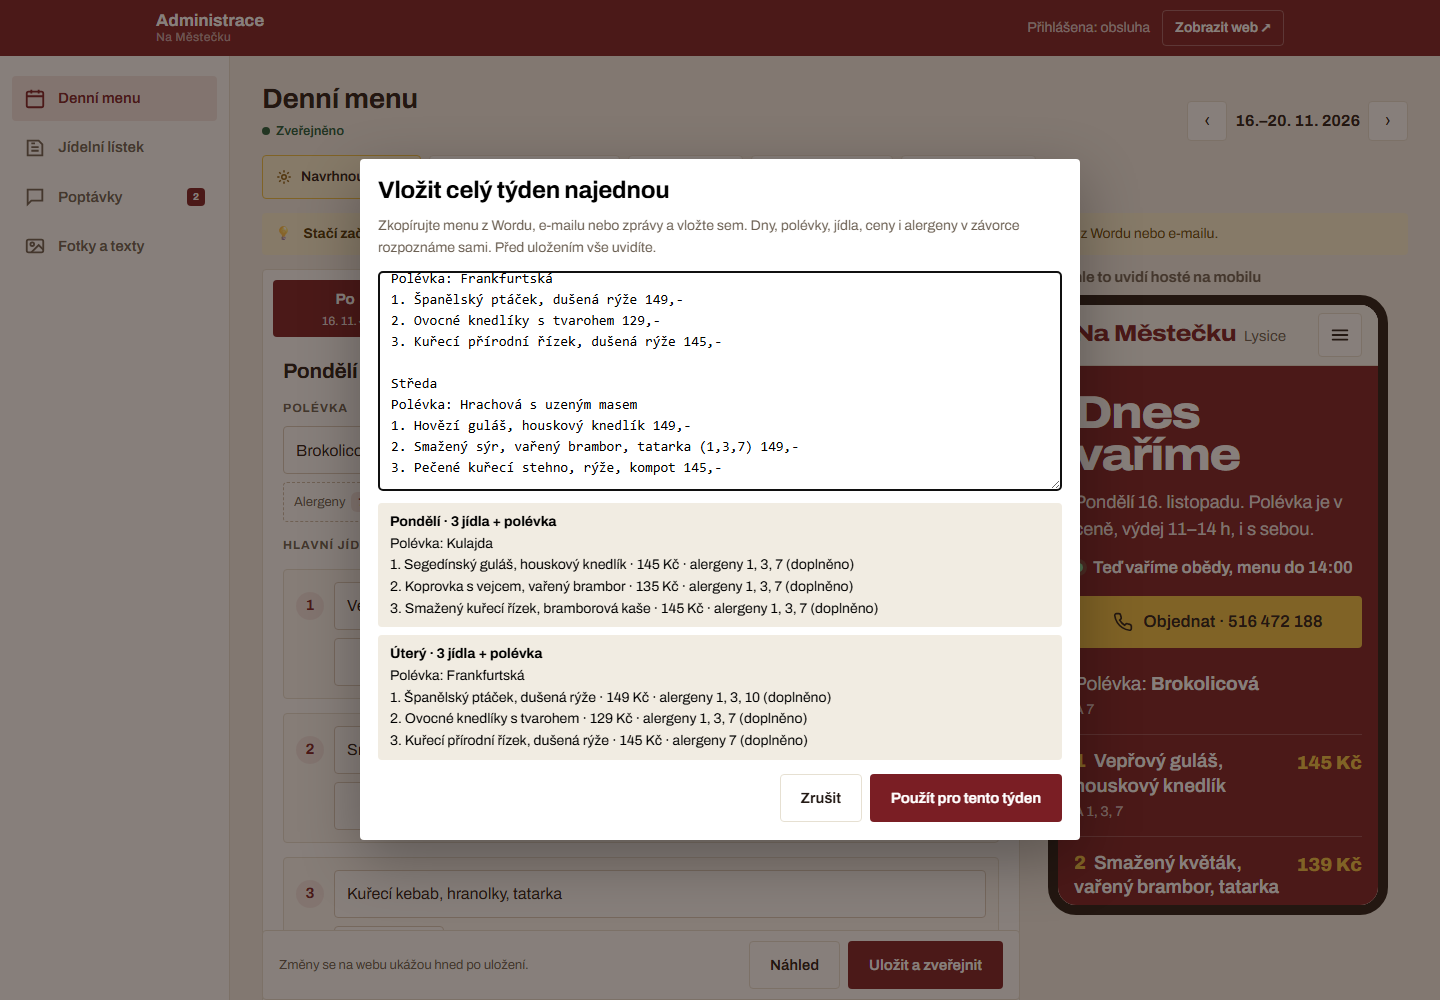 Administrace
Na Městečku
Přihlášena: obsluha
Zobrazit web ↗
Denní menu
Jídelní lístek
Poptávky
2
Fotky a texty
Denní menu
Zveřejněno
‹
16.–20. 11. 2026
›
Stačí
z Wordu nebo e-mailu.
Po
16. 11.
to uvidí hosté na mobilu
Pondělí
POLÉVKA
Alergeny
HLAVNÍ
1
2
3
Kuřecí kebab, hranolky, tatarka
Změny se na webu ukážou hned po uložení.
Náhled
Uložit a zveřejnit
Vložit celý týden najednou
Zkopírujte menu z Wordu, e-mailu nebo zprávy a vložte sem. Dny, polévky, jídla, ceny i alergeny v závorce
rozpoznáme sami. Před uložením vše uvidíte.
Polévka: Frankfurtská
1. Španělský ptáček, dušená rýže 149,-
2. Ovocné knedlíky s tvarohem 129,-
3. Kuřecí přírodní řízek, dušená rýže 145,-
Středa
Polévka: Hrachová s uzeným masem
1. Hovězí guláš, houskový knedlík 149,-
2. Smažený sýr, vařený brambor, tatarka (1,3,7) 149,-
3. Pečené kuřecí stehno, rýže, kompot 145,-
Pondělí · 3 jídla + polévka
Polévka: Kulajda
1. Segedínský guláš, houskový knedlík · 145 Kč · alergeny 1, 3, 7 (doplněno)
2. Koprovka s vejcem, vařený brambor · 135 Kč · alergeny 1, 3, 7 (doplněno)
3. Smažený kuřecí řízek, bramborová kaše · 145 Kč · alergeny 1, 3, 7 (doplněno)
Úterý · 3 jídla + polévka
Polévka: Frankfurtská
1. Španělský ptáček, dušená rýže · 149 Kč · alergeny 1, 3, 10 (doplněno)
2. Ovocné knedlíky s tvarohem · 129 Kč · alergeny 1, 3, 7 (doplněno)
3. Kuřecí přírodní řízek, dušená rýže · 145 Kč · alergeny 7 (doplněno)
Zrušit
Použít pro tento týden
Na Městečku Lysice
Dnes
vaříme
Pondělí 16. listopadu. Polévka je v
ceně, výdej 11–14 h, i s sebou.
Teď vaříme obědy, menu do 14:00
Objednat · 516 472 188
Polévka: Brokolicová
A 7
1 Vepřový guláš,
houskový knedlík
145 Kč
A 1, 3, 7
2 Smažený květák,
vařený brambor, tatarka
139 Kč